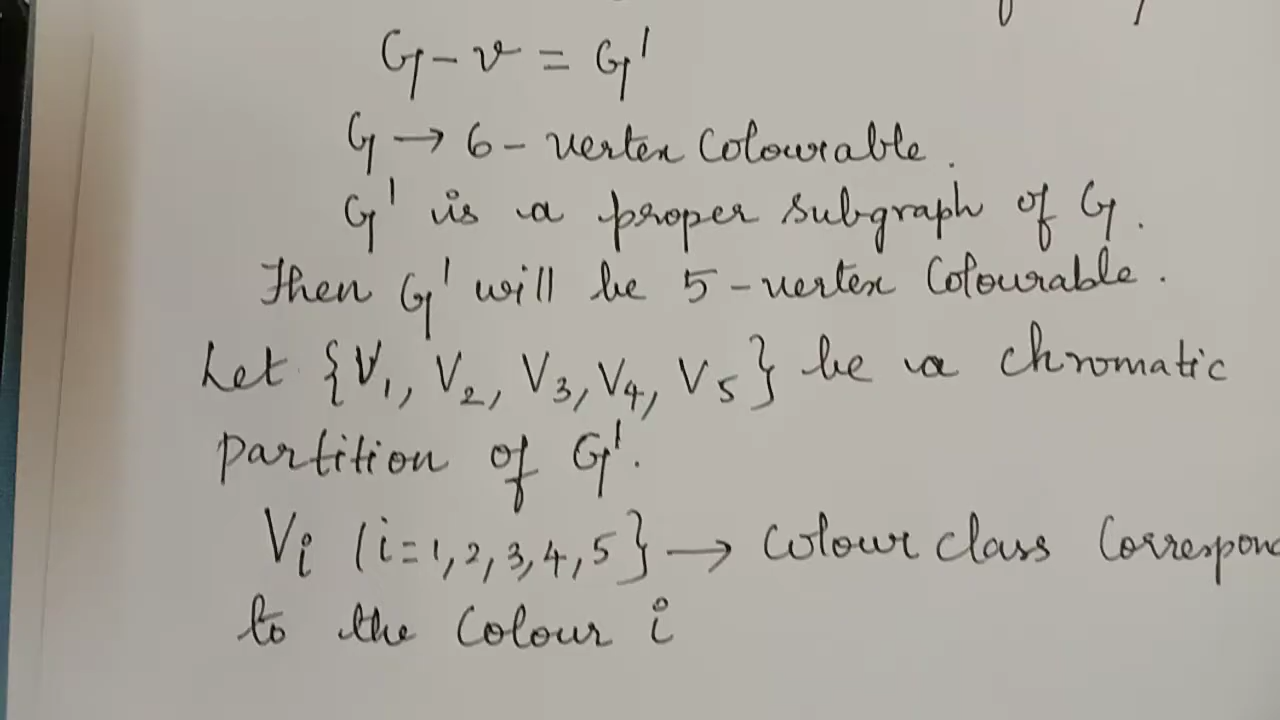 G - v = G'
G → 6 - vertex Colourable.
G' is a proper subgraph of G.
Then G' will be 5 - vertex Colourable.
Let {V1, V2, V3, V4, V5} be a chromatic
partition of G'.
Vi (i=1,2,3,4,5} → Colour class Correspond
to the Colour i